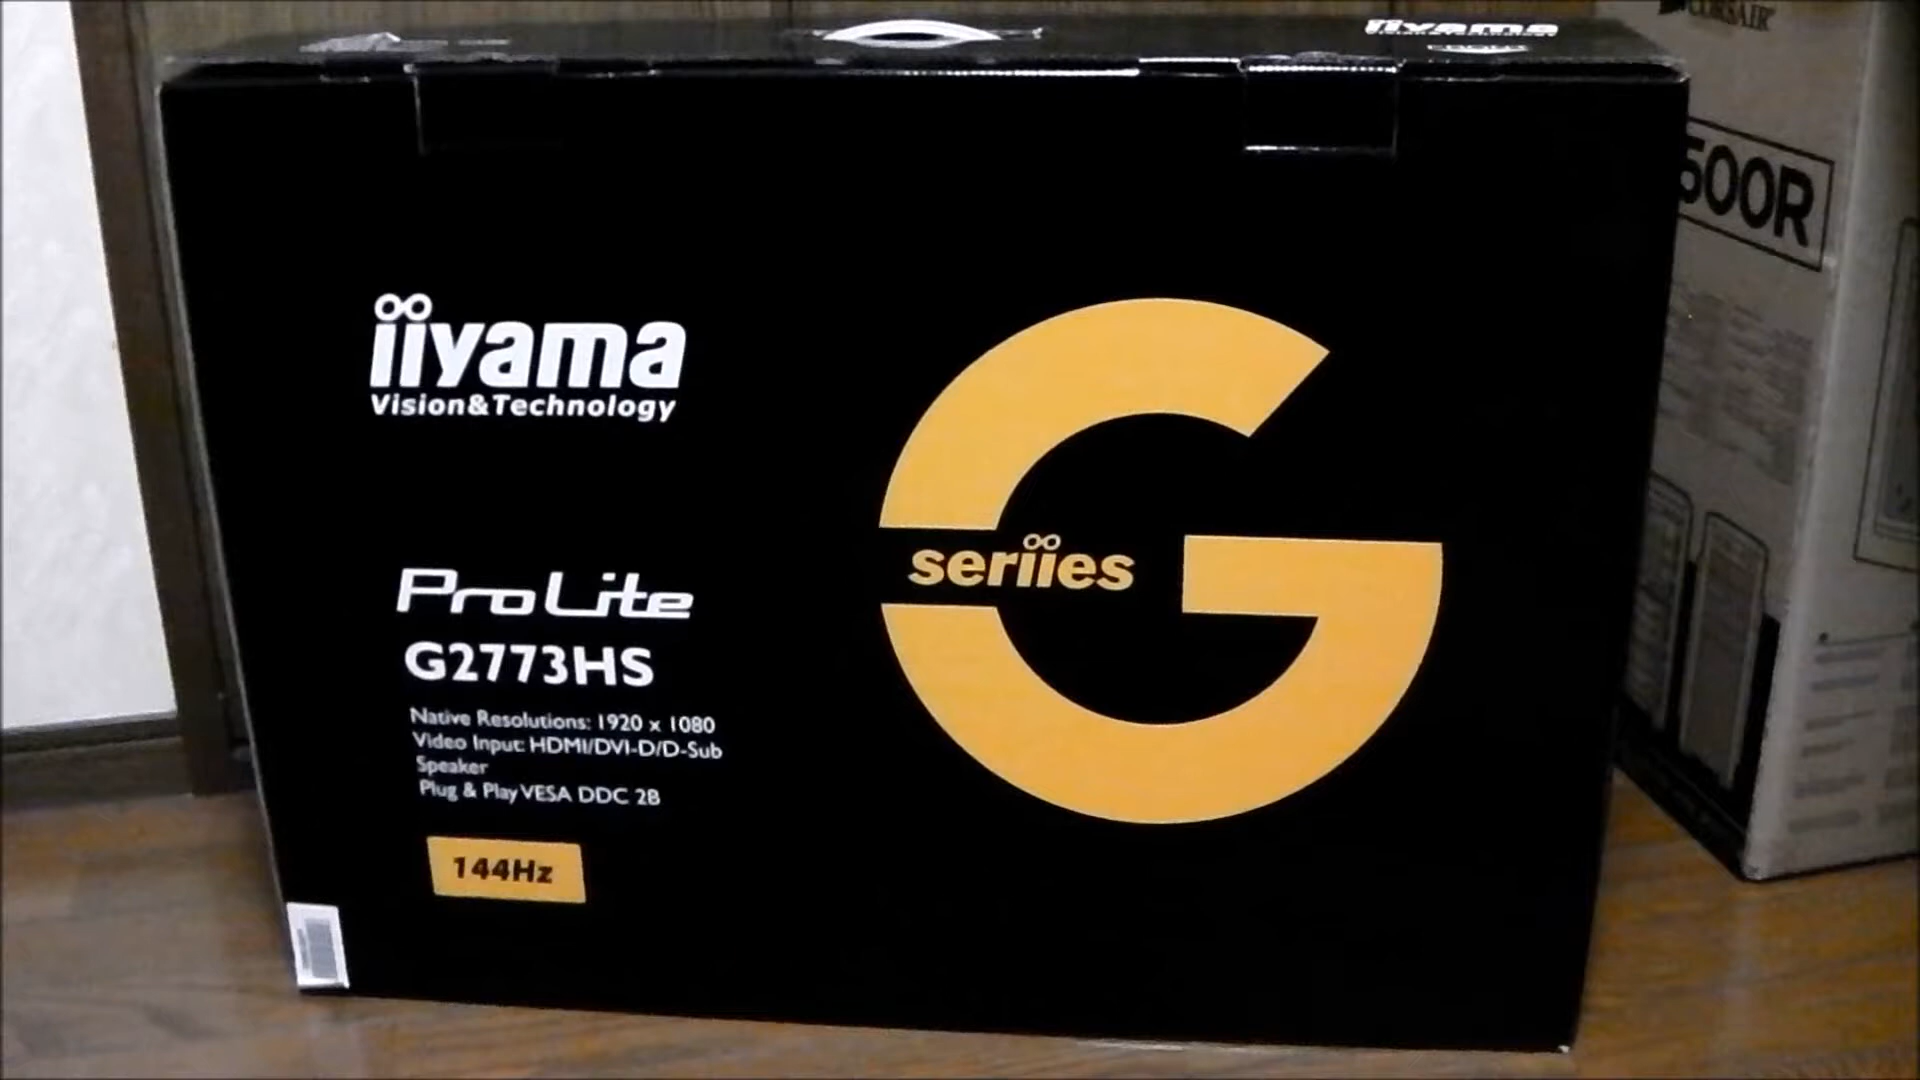 iiyama
CORSAIR
500R
iiyama
Vision&Technology
seriies
ProLite
G2773HS
Native Resolutions: 1920 x 1080
Video Input: HDMI/DVI-D/D-Sub
Speaker
Plug & Play VESA DDC 2B
144Hz